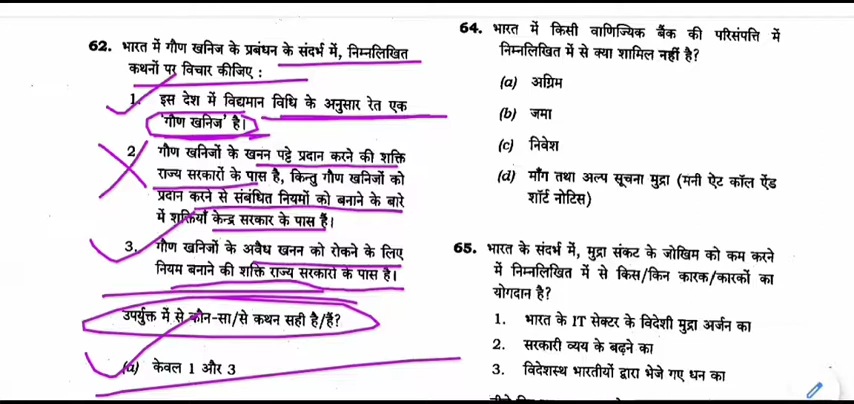 62. भारत में गौण खनिज के प्रबंधन के संदर्भ में, निम्नलिखित
कथनों पर विचार कीजिए :
1. इस देश में विद्यमान विधि के अनुसार रेत एक
'गौण खनिज' है।
2. गौण खनिजों के खनन पट्टे प्रदान करने की शक्ति
राज्य सरकारों के पास है, किन्तु गौण खनिजों को
प्रदान करने से संबंधित नियमों को बनाने के बारे
में शक्तियाँ केन्द्र सरकार के पास हैं।
3. गौण खनिजों के अवैध खनन को रोकने के लिए
नियम बनाने की शक्ति राज्य सरकारों के पास है।
उपर्युक्त में से कौन-सा/से कथन सही है/हैं?
(a) केवल 1 और 3
64. भारत में किसी वाणिज्यिक बैंक की परिसंपत्ति में
निम्नलिखित में से क्या शामिल नहीं है?
(a) अग्रिम
(b) जमा
(c) निवेश
(d) माँग तथा अल्प सूचना मुद्रा (मनी ऐट कॉल ऐंड
शॉर्ट नोटिस)
65. भारत के संदर्भ में, मुद्रा संकट के जोखिम को कम करने
में निम्नलिखित में से किस/किन कारक/कारकों का
योगदान है?
1. भारत के IT सेक्टर के विदेशी मुद्रा अर्जन का
2. सरकारी व्यय के बढ़ने का
3. विदेशस्थ भारतीयों द्वारा भेजे गए धन का